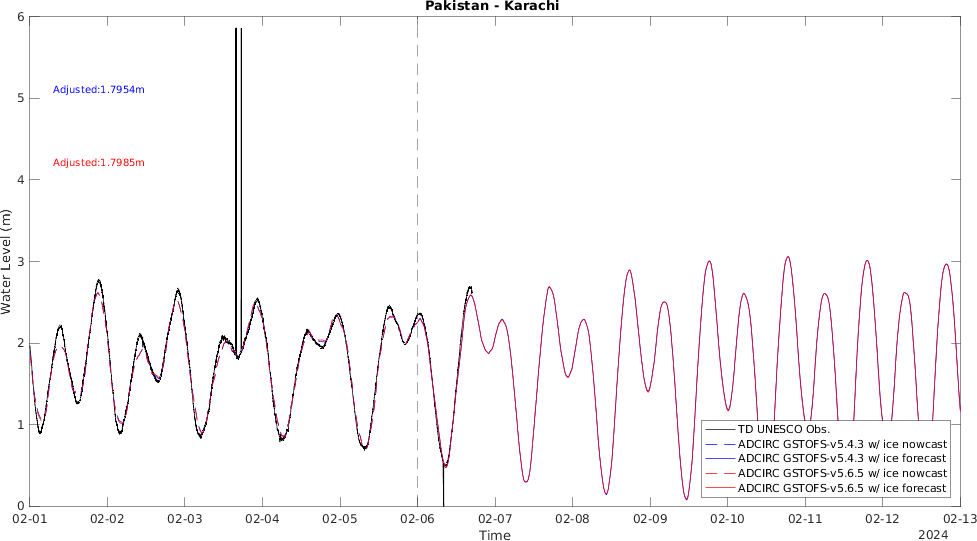 Pakistan - Karachi
6
5
4
3
2
1
0
Water Level (m)
Adjusted:1.7954m
Adjusted:1.7985m
TD UNESCO Obs.
ADCIRC GSTOFS-v5.4.3 w/ ice nowcast
ADCIRC GSTOFS-v5.4.3 w/ ice forecast
ADCIRC GSTOFS-v5.6.5 w/ ice nowcast
ADCIRC GSTOFS-v5.6.5 w/ ice forecast
02-01 02-02 02-03 02-04 02-05 02-06 02-07 02-08 02-09 02-10 02-11 02-12 02-13
Time
2024